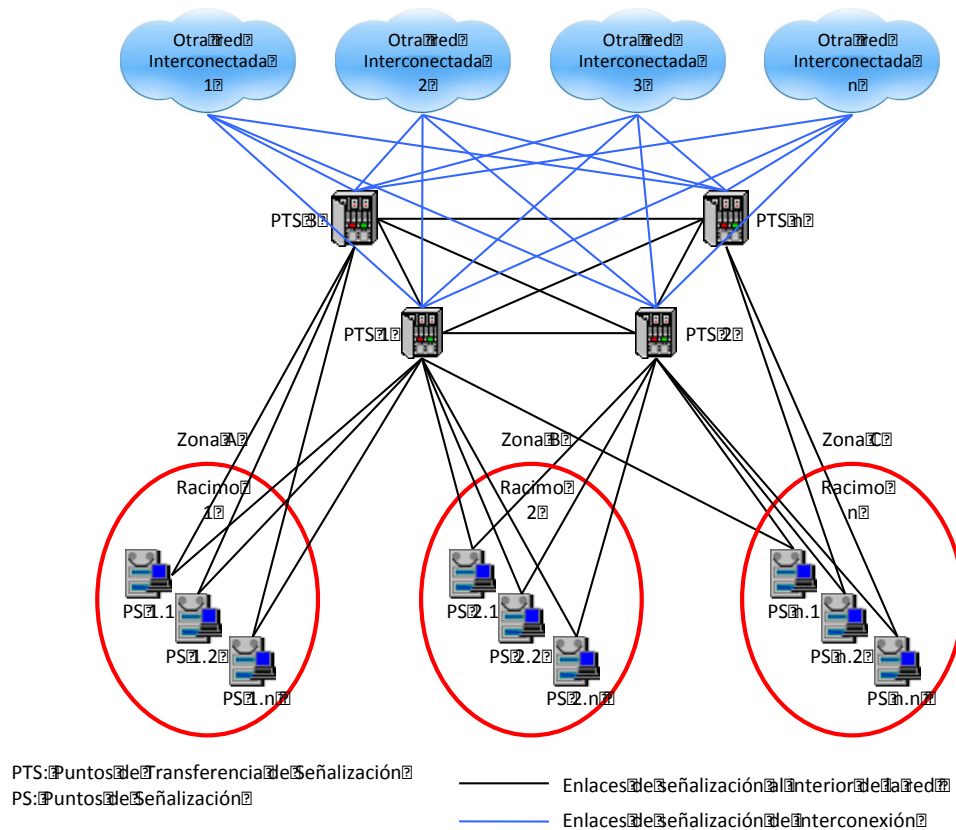 Otra red
Interconectada
1
Otra red
Interconectada
2
Otra red
Interconectada
3
Otra red
Interconectada
n
PTS 3
PTS n
PTS 1
PTS 2
Zona A
Zona B
Zona C
Racimo
1
Racimo
2
Racimo
n
PS 1.1
PS 1.2
PS 1.n
PS 2.1
PS 2.2
PS 2.n
PS n.1
PS n.2
PS n.n
PTS: Puntos de Transferencia de Señalización
PS: Puntos de Señalización
Enlaces de señalización al interior de la red
Enlaces de señalización de interconexión